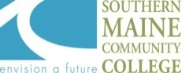 SOUTHERN
MAINE
COMMUNITY
COLLEGE
envision a future